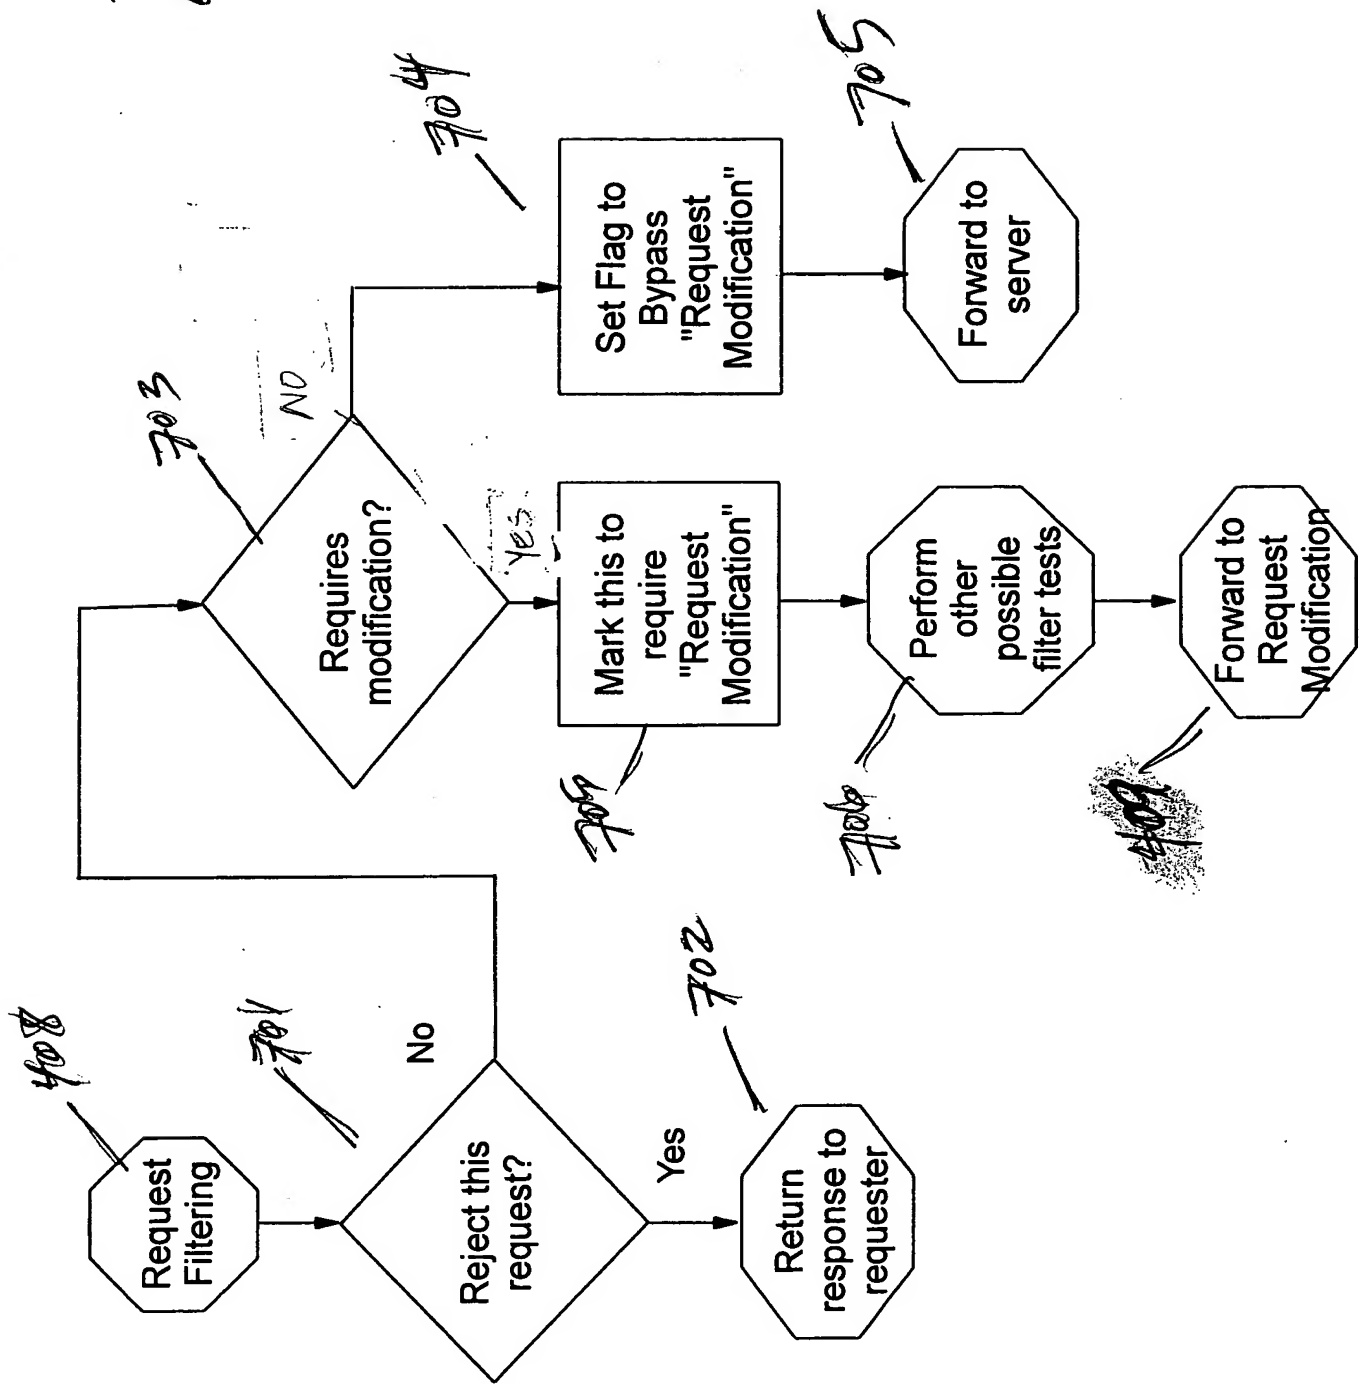 408
Request
Filtering
701
Reject this
request?
No
Yes
702
Return
response to
requester
703
Requires
modification?
NO
Yes
704
Set Flag to
Bypass
"Request
Modification"
705
Forward to
server
705
Mark this to
require
"Request
Modification"
706
Perform
other
possible
filter tests
409
Forward to
Request
Modification